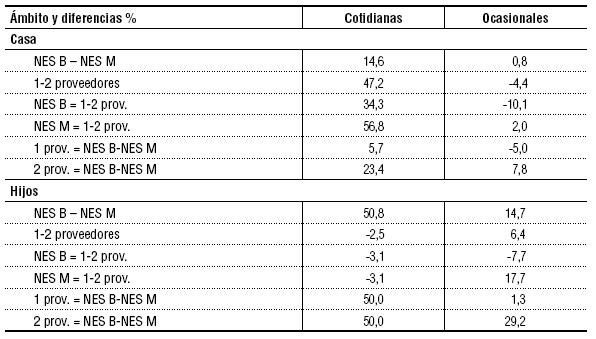 Ámbito y diferencias % Cotidianas Ocasionales
Casa
NES B – NES M 14,6 0,8
1-2 proveedores 47,2 -4,4
NES B = 1-2 prov. 34,3 -10,1
NES M = 1-2 prov. 56,8 2,0
1 prov. = NES B-NES M 5,7 -5,0
2 prov. = NES B-NES M 23,4 7,8
Hijos
NES B – NES M 50,8 14,7
1-2 proveedores -2,5 6,4
NES B = 1-2 prov. -3,1 -7,7
NES M = 1-2 prov. -3,1 17,7
1 prov. = NES B-NES M 50,0 1,3
2 prov. = NES B-NES M 50,0 29,2